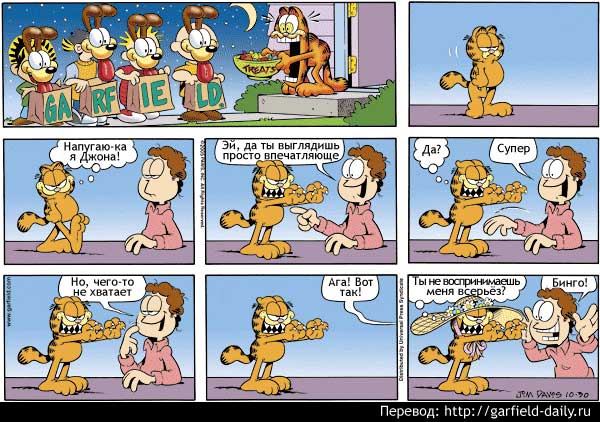 GA RF IE LD
TREATS
Напугаю-ка
я Джона!
Эй, да ты выглядишь
просто впечатляюще
Да?
Супер
Но, чего-то
не хватает
Ага! Вот
так!
Ты не воспринимаешь
меня всерьёз?
Бинго!
www.garfield.com
Distributed by Universal Press Syndicate
JIM DAVIS 10-30
Перевод: http://garfield-daily.ru